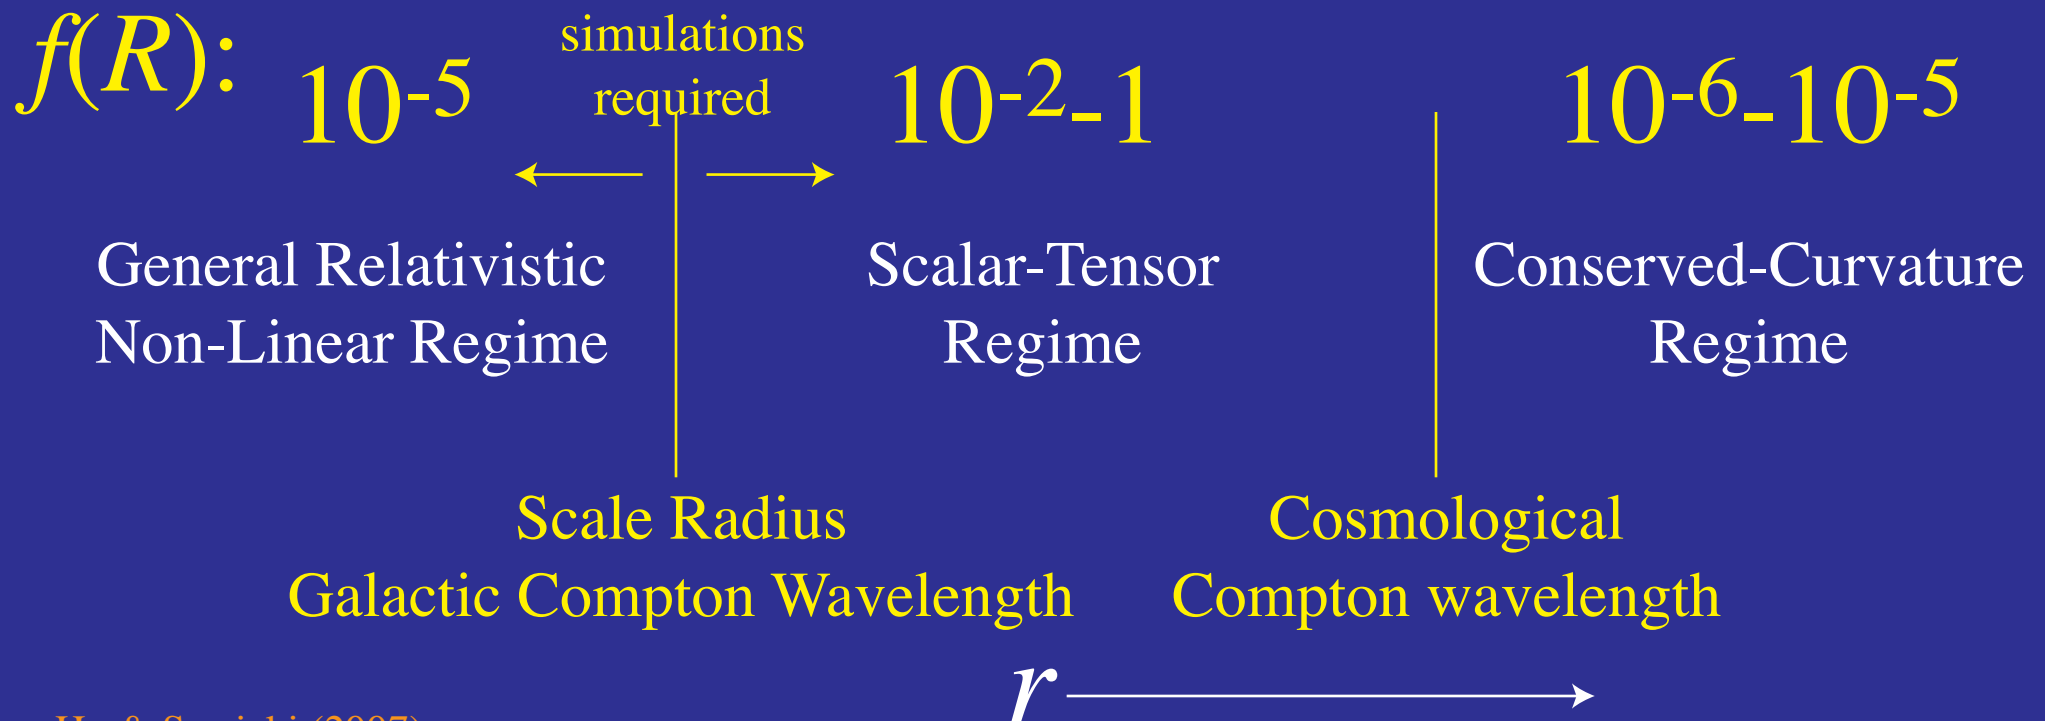 f(R): 10-5 simulations required 10-2-1 10-6-10-5
General Relativistic
Non-Linear Regime
Scalar-Tensor
Regime
Conserved-Curvature
Regime
Scale Radius
Galactic Compton Wavelength
Cosmological
Compton wavelength
r